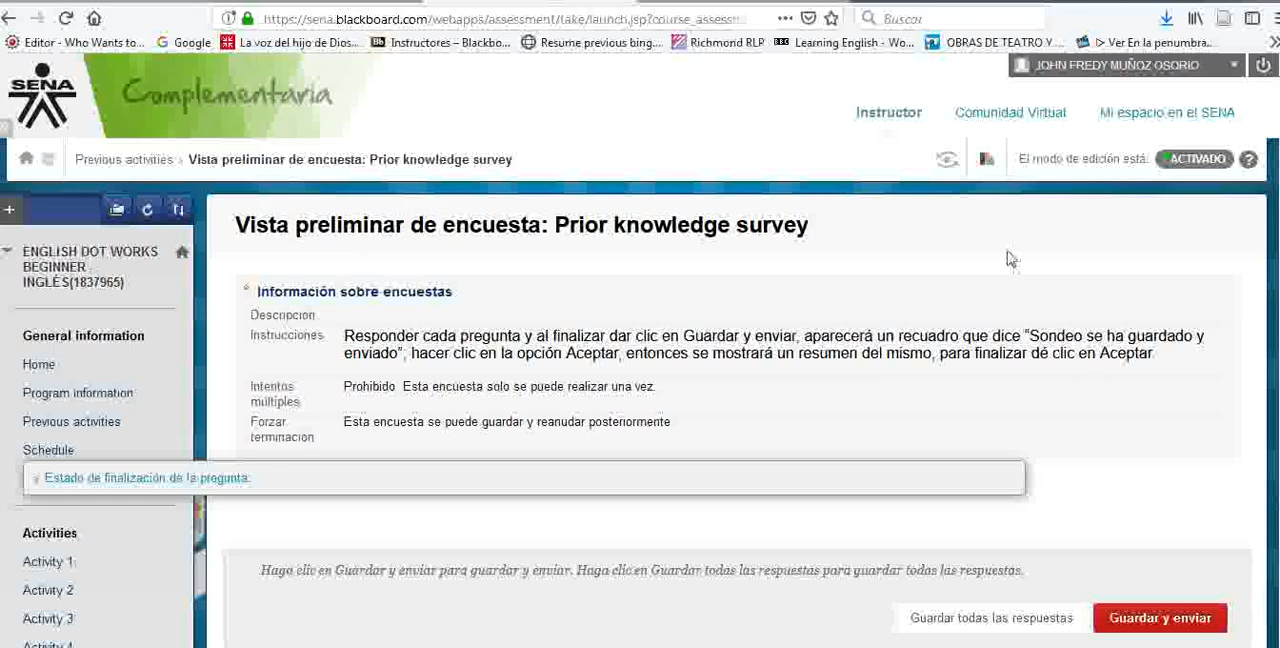 https://sena.blackboard.com/webapps/assessment/take/launch.jsp?course_assessm
Buscar
Editor - Who Wants to...
Google
La voz del hijo de Dios...
Bb Instructores – Blackbo...
Resume previous bing...
Richmond RLP
BBC Learning English - Wo...
OBRAS DE TEATRO Y ...
▷ Ver En la penumbra...
JOHN FREDY MUÑOZ OSORIO
SENA
Complementaria
Instructor
Comunidad Virtual
Mi espacio en el SENA
Previous activities > Vista preliminar de encuesta: Prior knowledge survey
El modo de edición está:
ACTIVADO
?
Vista preliminar de encuesta: Prior knowledge survey
ENGLISH DOT WORKS
BEGINNER
INGLÉS(1837965)
General information
Home
Program information
Previous activities
Schedule
Información sobre encuestas
Descripción
Instrucciones
Responder cada pregunta y al finalizar dar clic en Guardar y enviar, aparecerá un recuadro que dice “Sondeo se ha guardado y
enviado”, hacer clic en la opción Aceptar, entonces se mostrará un resumen del mismo, para finalizar dé clic en Aceptar.
Intentos
múltiples
Prohibido. Esta encuesta solo se puede realizar una vez.
Forzar
terminación
Esta encuesta se puede guardar y reanudar posteriormente
Estado de finalización de la pregunta:
Activities
Activity 1
Activity 2
Activity 3
Activity 4
Haga clic en Guardar y enviar para guardar y enviar. Haga clic en Guardar todas las respuestas para guardar todas las respuestas.
Guardar todas las respuestas
Guardar y enviar